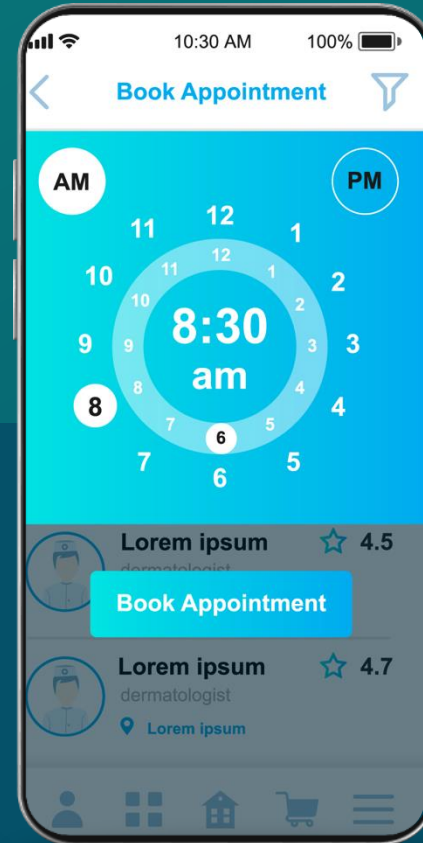 10:30 AM 100%
Book Appointment
AM PM
12
11 1
10 2
9 3
8 4
7 5
6
12
11 1
10 2
9 3
8 4
7 5
6
8:30
am
Lorem ipsum 4.5
dermatologist
Book Appointment
Lorem ipsum 4.7
dermatologist
Lorem ipsum